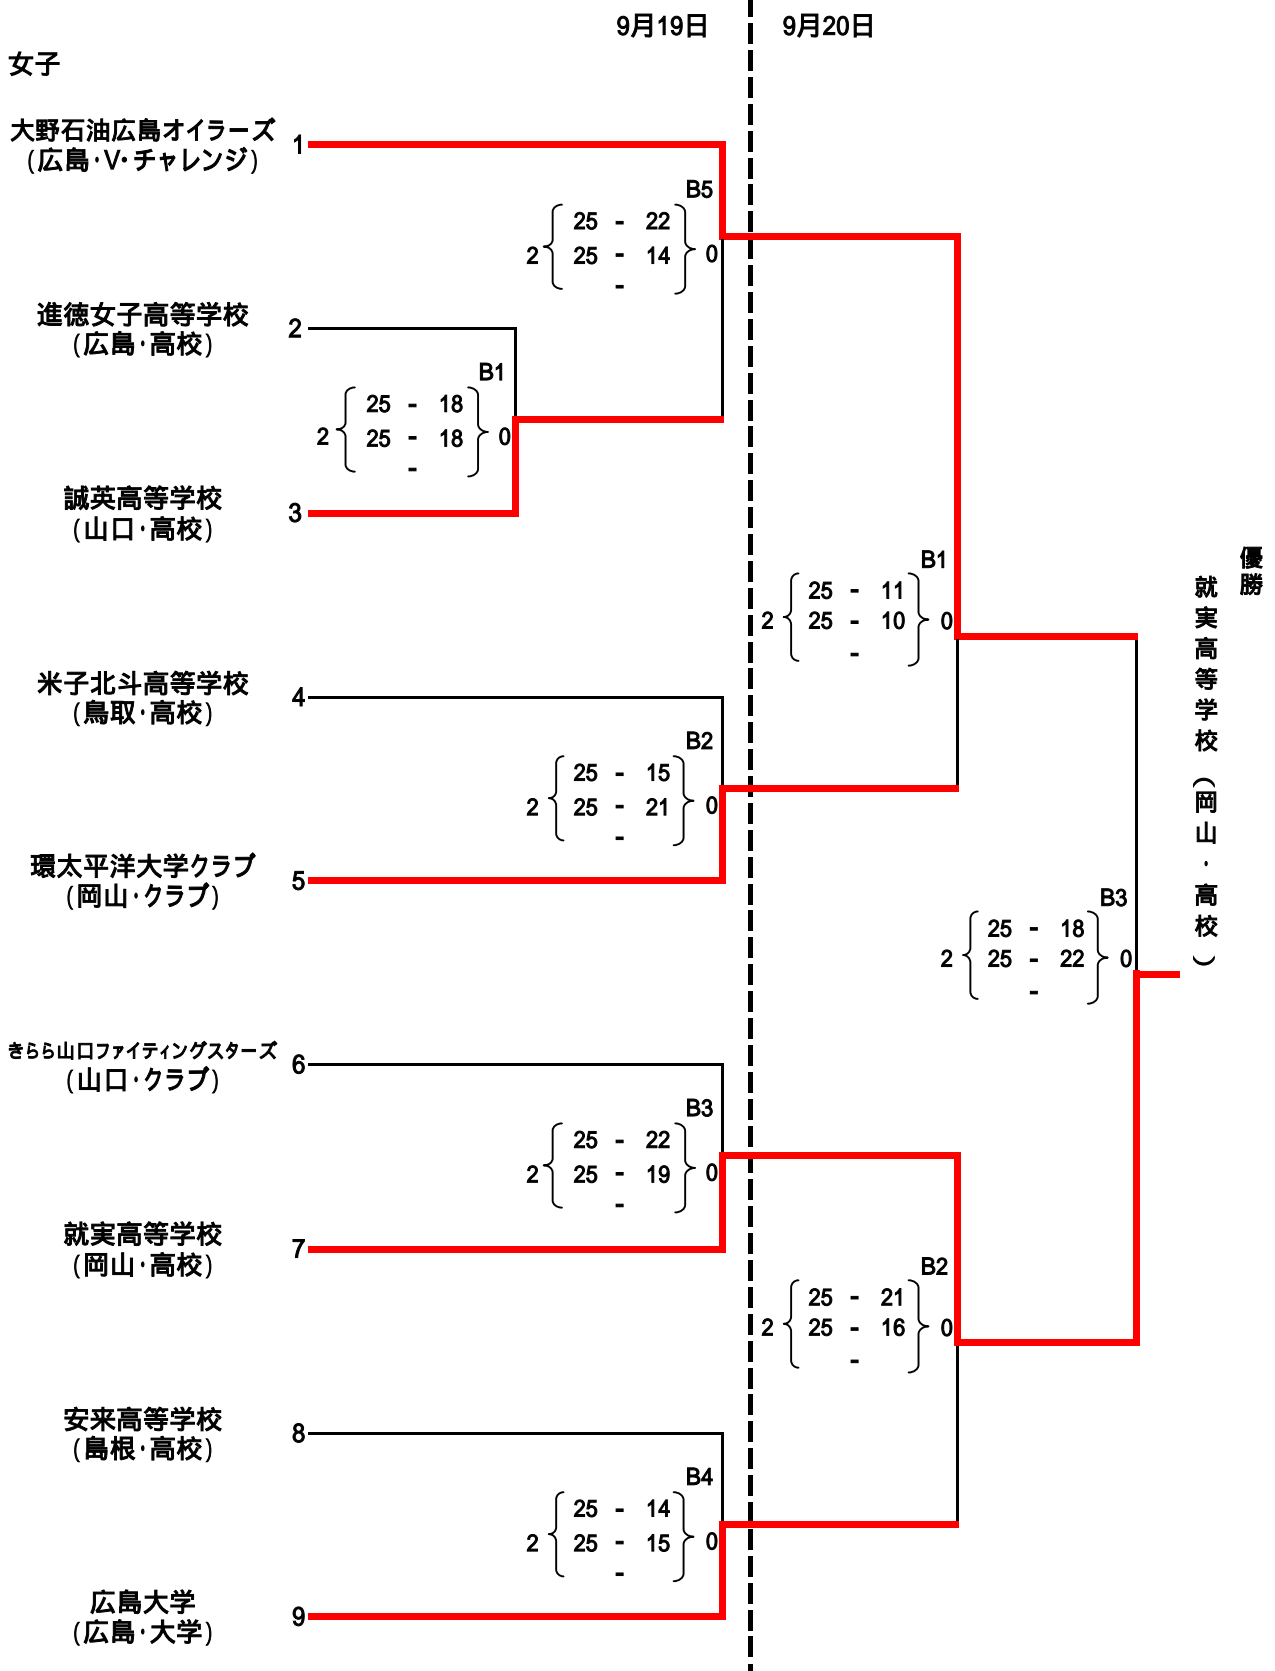 9月19日
9月20日
女子
大野石油広島オイラーズ
(広島・V・チャレンジ)
1
B5
25 - 22
2 25 - 14 0
-
進徳女子高等学校
(広島・高校)
2
B1
25 - 18
2 25 - 18 0
-
誠英高等学校
(山口・高校)
3
B1
25 - 11
2 25 - 10 0
-
米子北斗高等学校
(鳥取・高校)
4
B2
25 - 15
2 25 - 21 0
-
環太平洋大学クラブ
(岡山・クラブ)
5
B3
25 - 18
2 25 - 22 0
-
優勝
就実高等学校(岡山・高校)
きらら山口ファイティングスターズ
(山口・クラブ)
6
B3
25 - 22
2 25 - 19 0
-
就実高等学校
(岡山・高校)
7
B2
25 - 21
2 25 - 16 0
-
安来高等学校
(島根・高校)
8
B4
25 - 14
2 25 - 15 0
-
広島大学
(広島・大学)
9